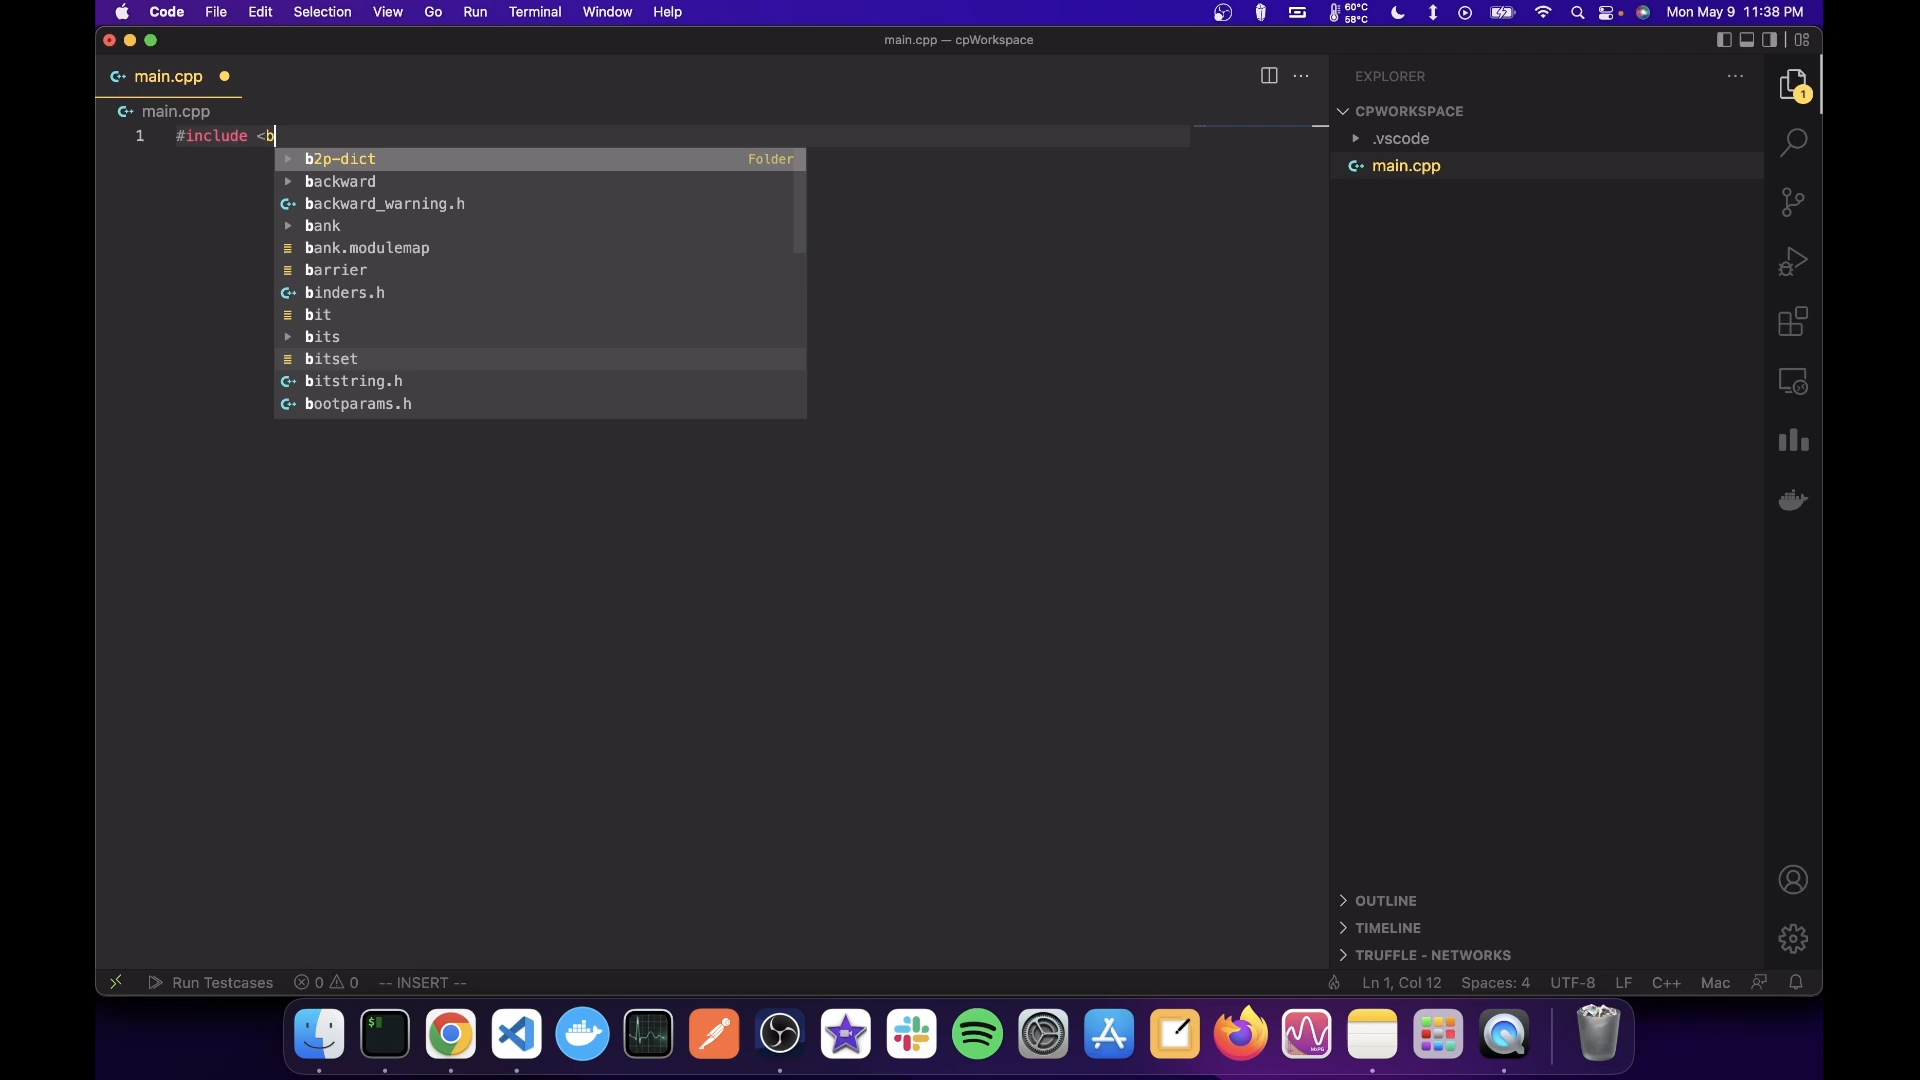 Code File Edit Selection View Go Run Terminal Window Help
60°C
58°C
Mon May 9 11:38 PM
main.cpp — cpWorkspace
main.cpp
EXPLORER
main.cpp
CPWORKSPACE
.vscode
main.cpp
1 #include <b
b2p-dict Folder
backward
backward_warning.h
bank
bank.modulemap
barrier
binders.h
bit
bits
bitset
bitstring.h
bootparams.h
1
OUTLINE
TIMELINE
TRUFFLE - NETWORKS
Run Testcases 0 0 -- INSERT -- Ln 1, Col 12 Spaces: 4 UTF-8 LF C++ Mac